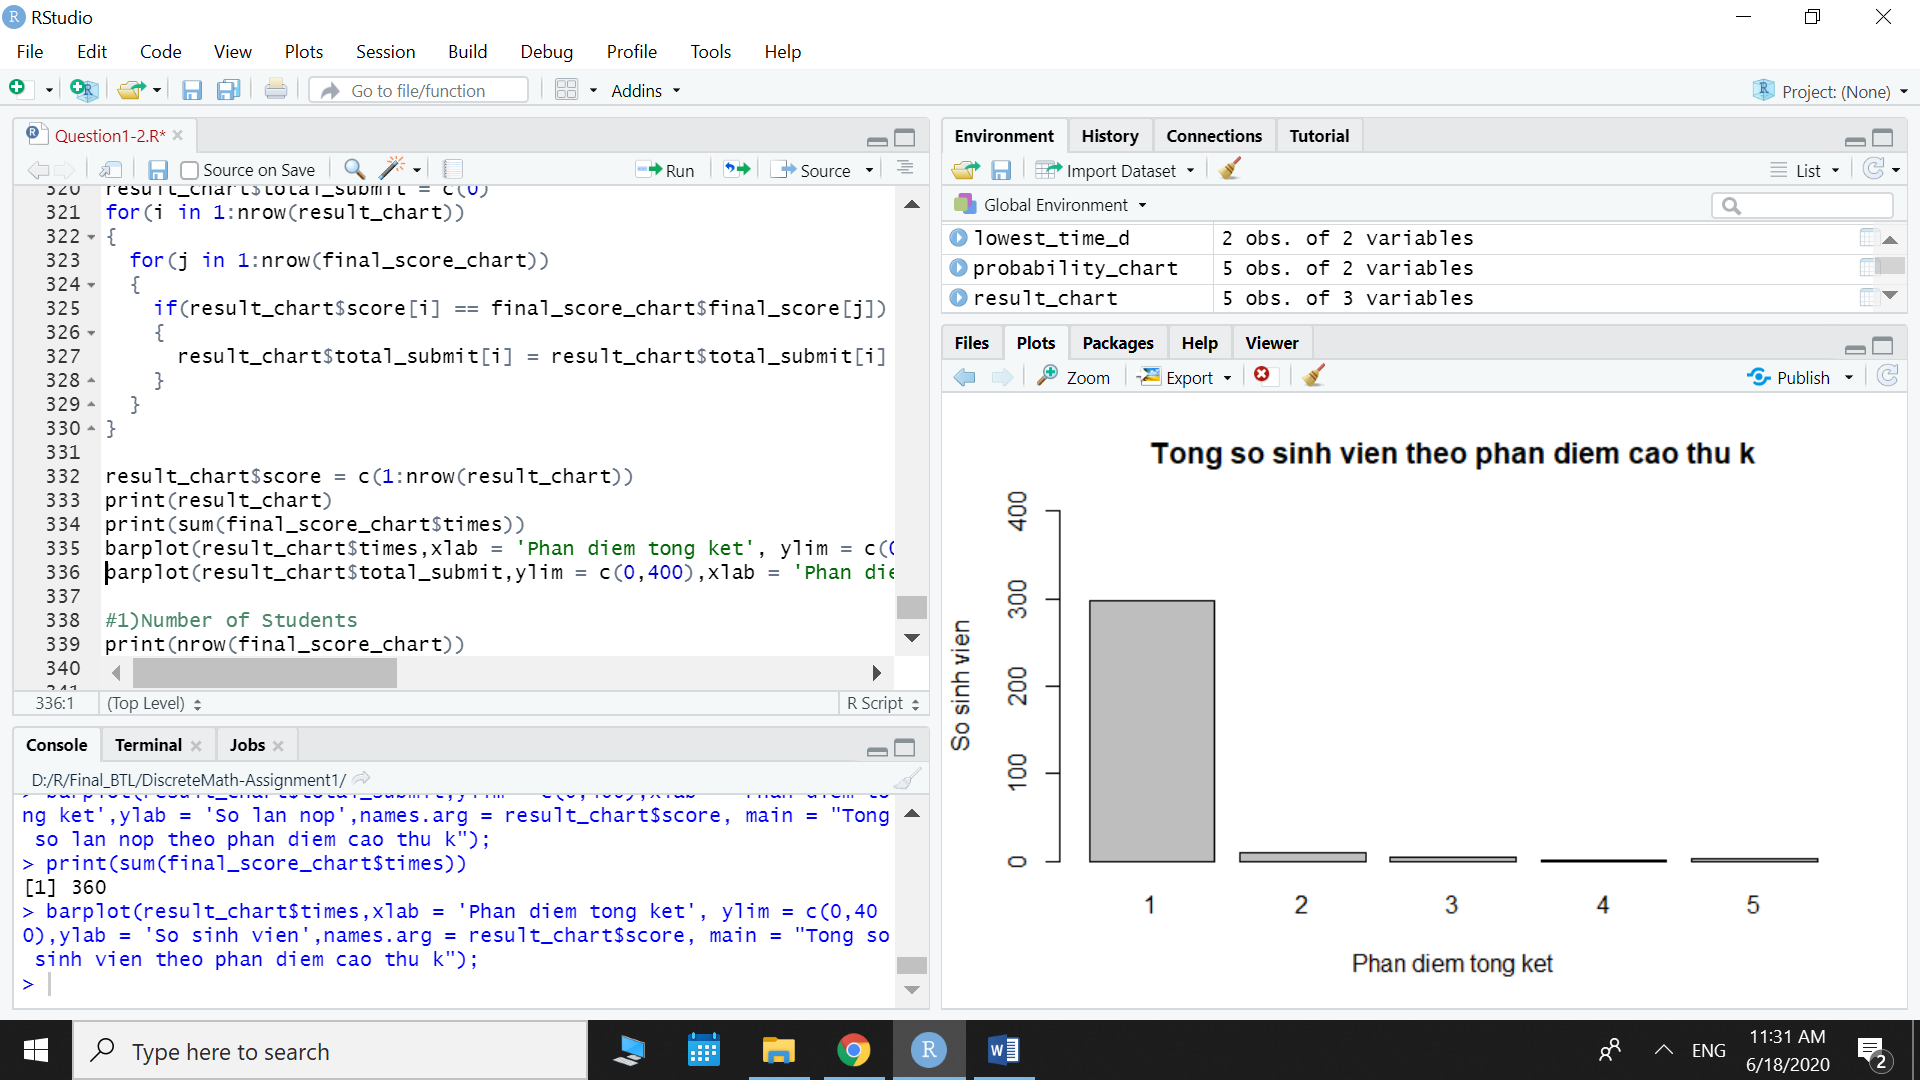 RStudio
File Edit Code View Plots Session Build Debug Profile Tools Help
Go to file/function Addins Project: (None)
Question1-2.R*
Source on Save Run Source
320 result_chart$total_submit = c(0)
321 for(i in 1:nrow(result_chart))
322 {
323 for(j in 1:nrow(final_score_chart))
324 {
325 if(result_chart$score[i] == final_score_chart$final_score[j])
326 {
327 result_chart$total_submit[i] = result_chart$total_submit[i]
328 }
329 }
330 }
331
332 result_chart$score = c(1:nrow(result_chart))
333 print(result_chart)
334 print(sum(final_score_chart$times))
335 barplot(result_chart$times,xlab = 'Phan diem tong ket', ylim = c(0
336 barplot(result_chart$total_submit,ylim = c(0,400),xlab = 'Phan die
337
338 #1)Number of Students
339 print(nrow(final_score_chart))
340
341
336:1 (Top Level) R Script
Console Terminal Jobs
D:/R/Final_BTL/DiscreteMath-Assignment1/
> barplot(result_chart$total_submit,ylim = c(0,400),xlab = 'Phan diem to
ng ket',ylab = 'So lan nop',names.arg = result_chart$score, main = "Tong
so lan nop theo phan diem cao thu k");
> print(sum(final_score_chart$times))
[1] 360
> barplot(result_chart$times,xlab = 'Phan diem tong ket', ylim = c(0,40
0),ylab = 'So sinh vien',names.arg = result_chart$score, main = "Tong so
sinh vien theo phan diem cao thu k");
>
Environment History Connections Tutorial
Import Dataset List
Global Environment
lowest_time_d 2 obs. of 2 variables
probability_chart 5 obs. of 2 variables
result_chart 5 obs. of 3 variables
Files Plots Packages Help Viewer
Zoom Export Publish
Tong so sinh vien theo phan diem cao thu k
So sinh vien
400
300
200
100
0
1 2 3 4 5
Phan diem tong ket
Type here to search
R
W
ENG
11:31 AM
6/18/2020
2